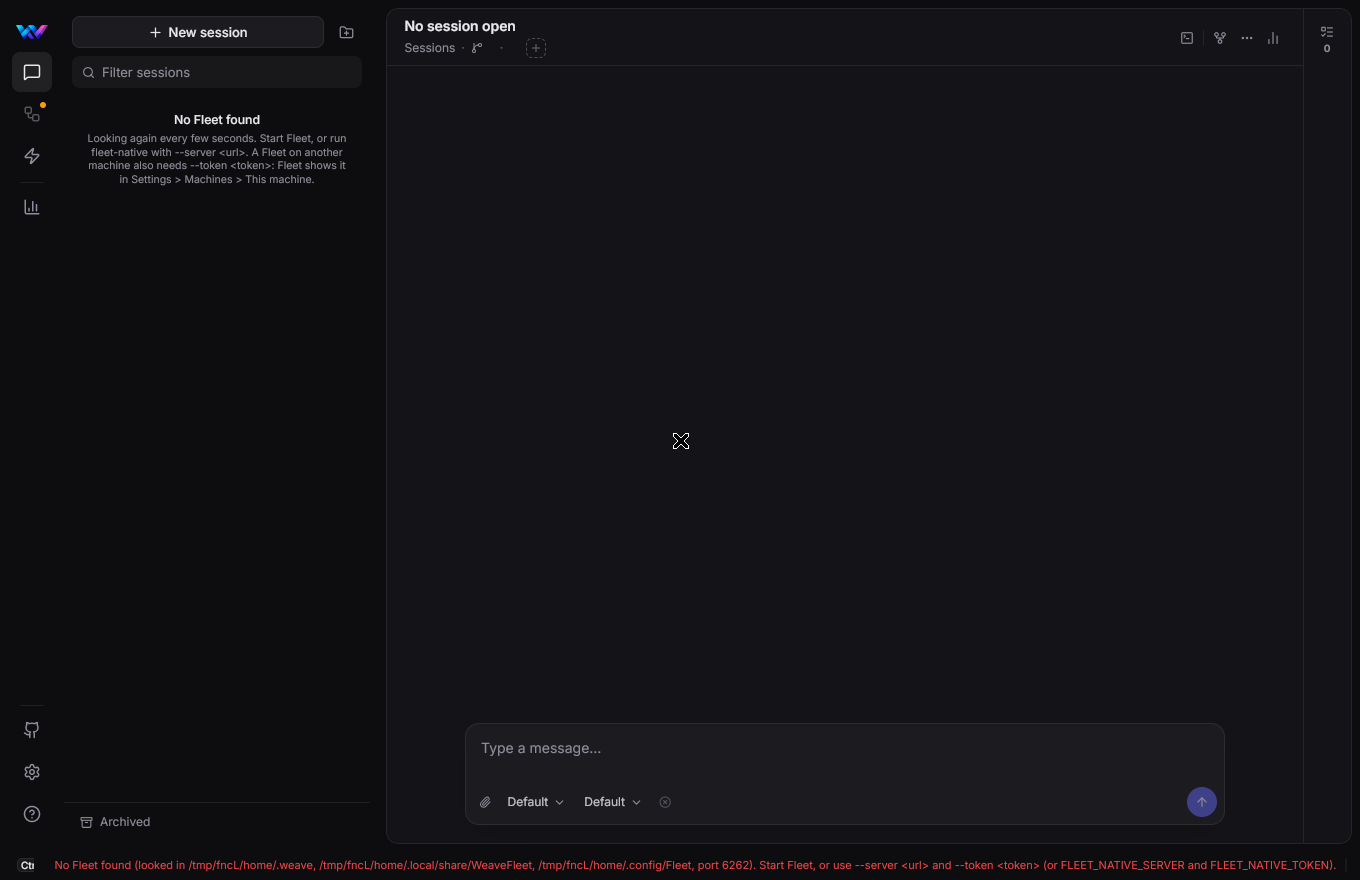 New session
Filter sessions
No Fleet found
Looking again every few seconds. Start Fleet, or run
fleet-native with --server <url>. A Fleet on another
machine also needs --token <token>: Fleet shows it
in Settings > Machines > This machine.
Archived
No session open
Sessions · ·
0
Type a message...
Default
Default
No Fleet found (looked in /tmp/fncL/home/.weave, /tmp/fncL/home/.local/share/WeaveFleet, /tmp/fncL/home/.config/Fleet, port 6262). Start Fleet, or use --server <url> and --token <token> (or FLEET_NATIVE_SERVER and FLEET_NATIVE_TOKEN).